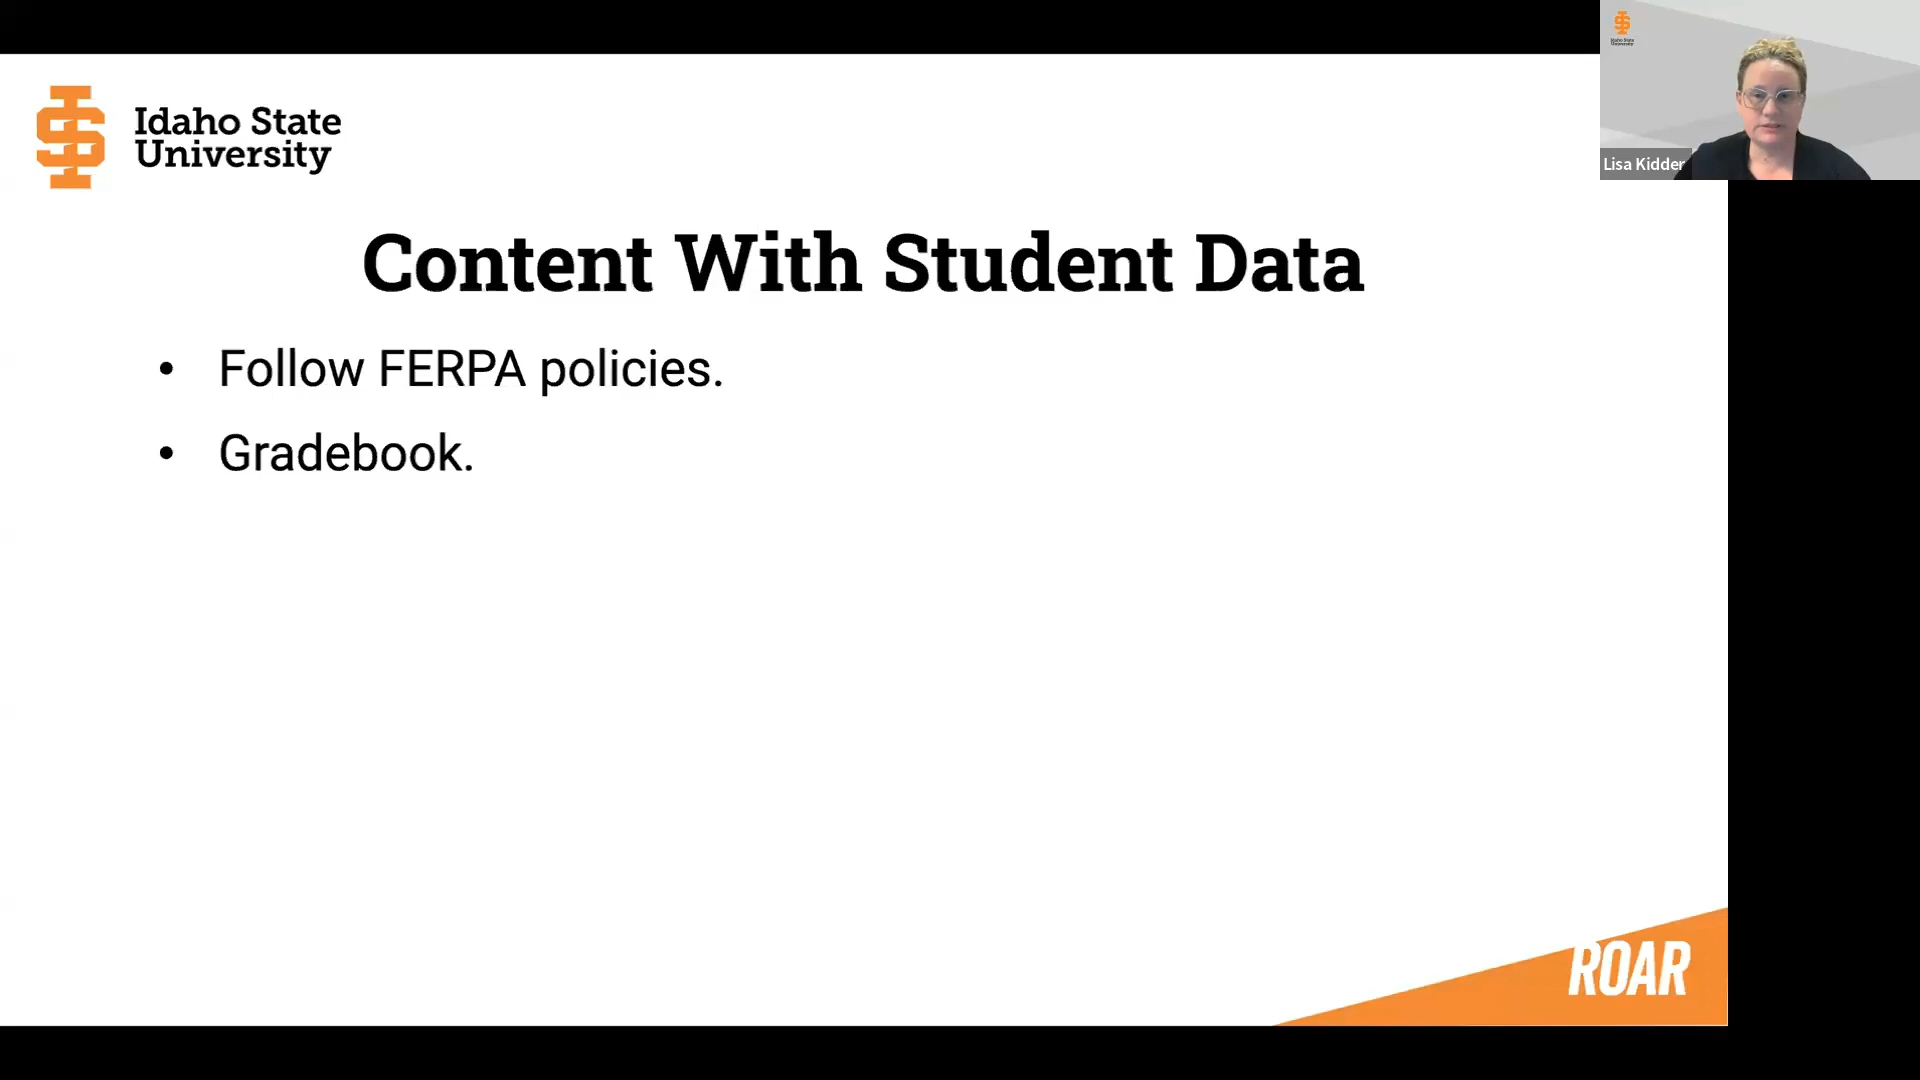 Idaho State
University
Lisa Kidder
Content With Student Data
• Follow FERPA policies.
• Gradebook.
ROAR